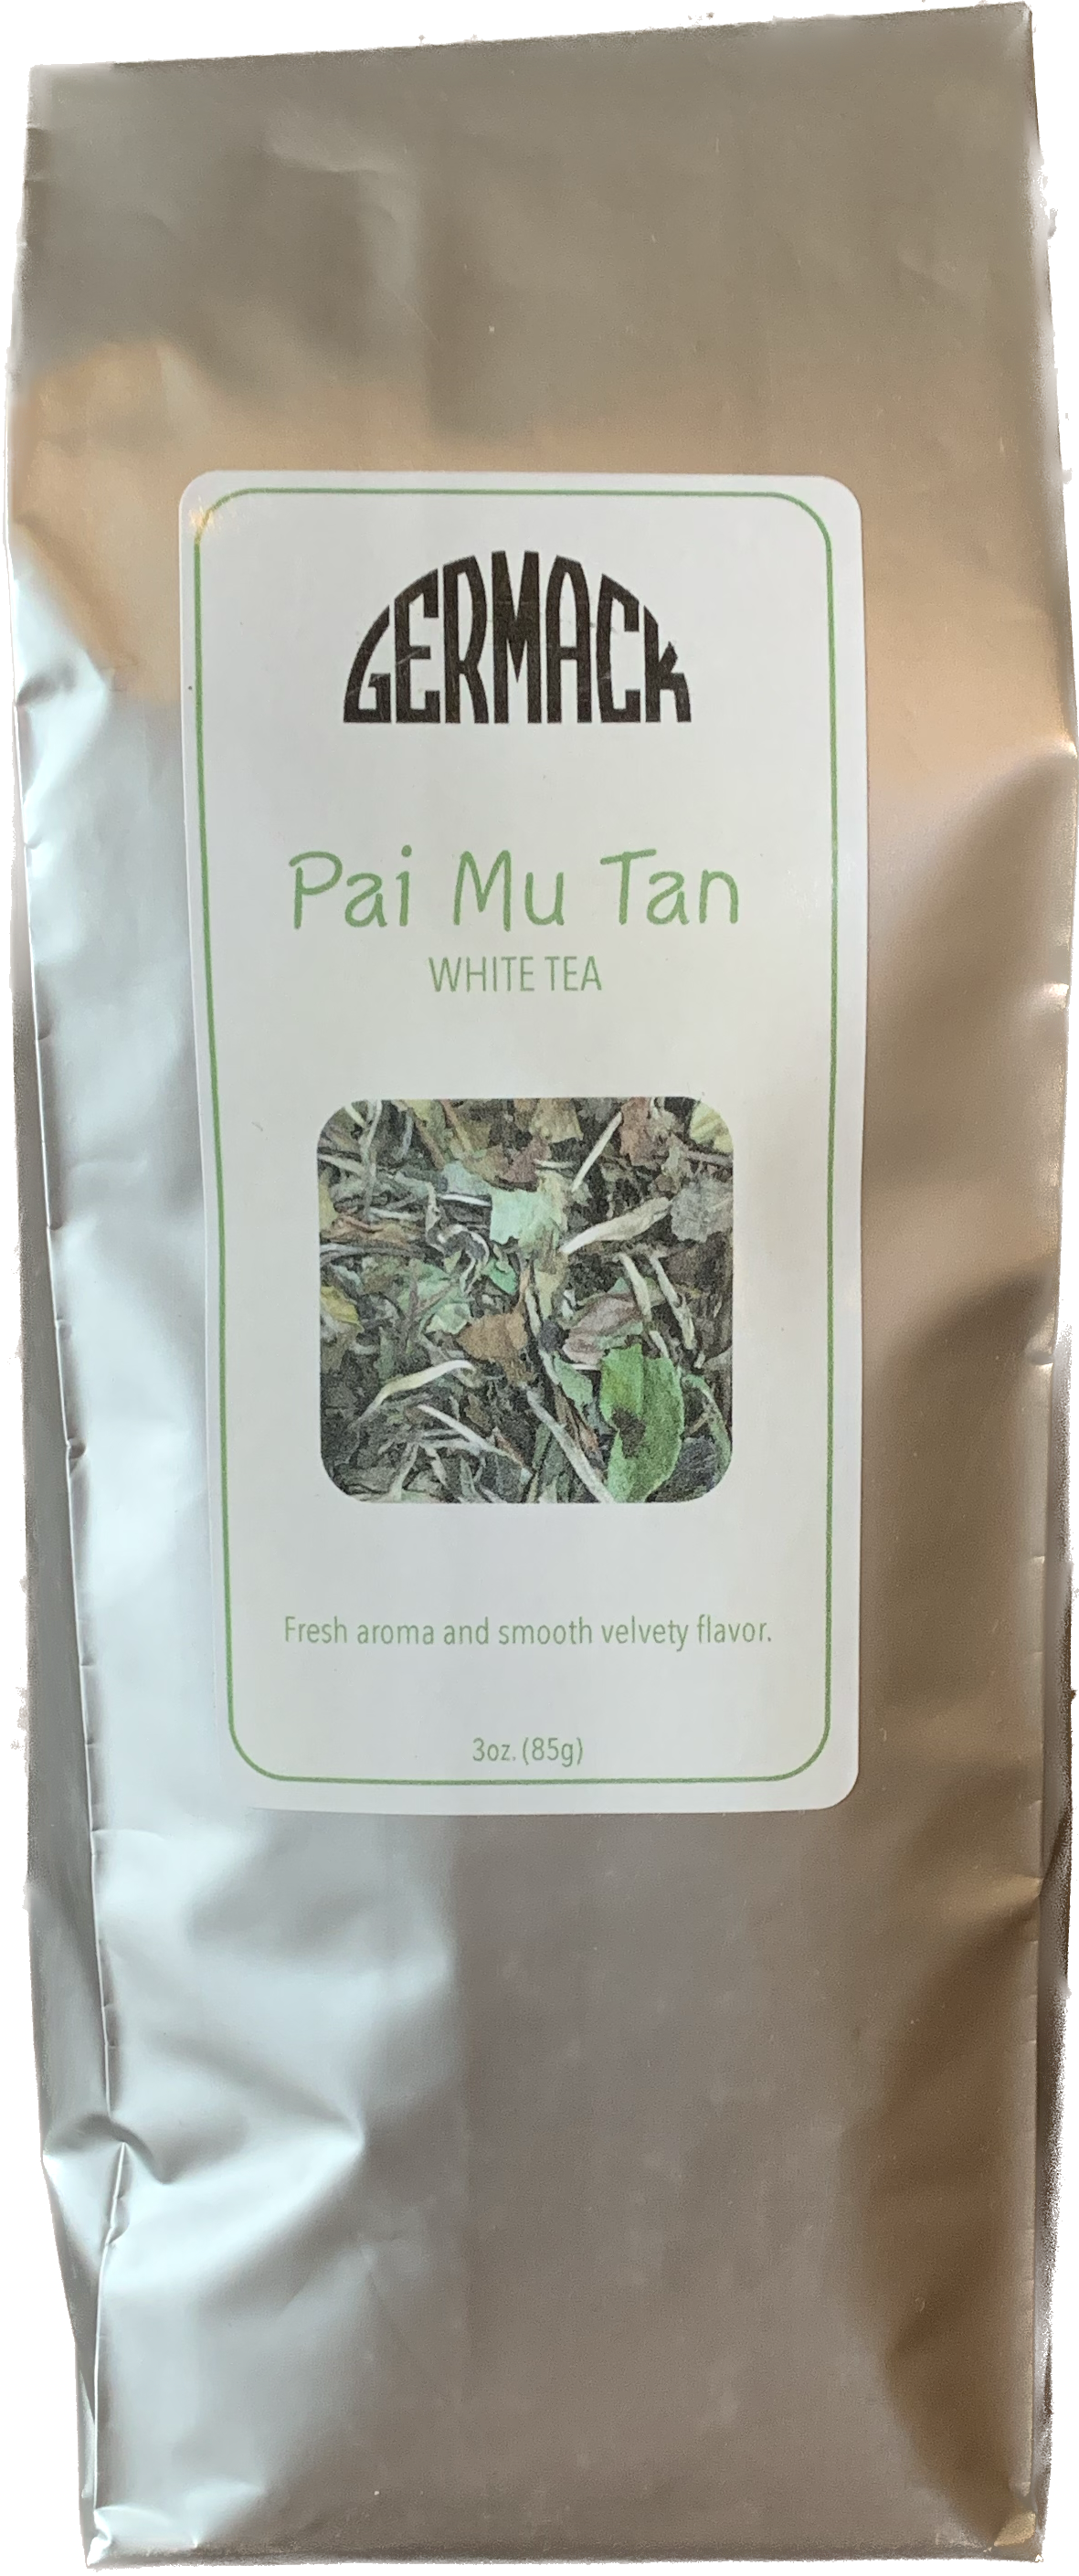 GERMACK
Pai Mu Tan
WHITE TEA
Fresh aroma and smooth velvety flavor.
3oz. (85g)